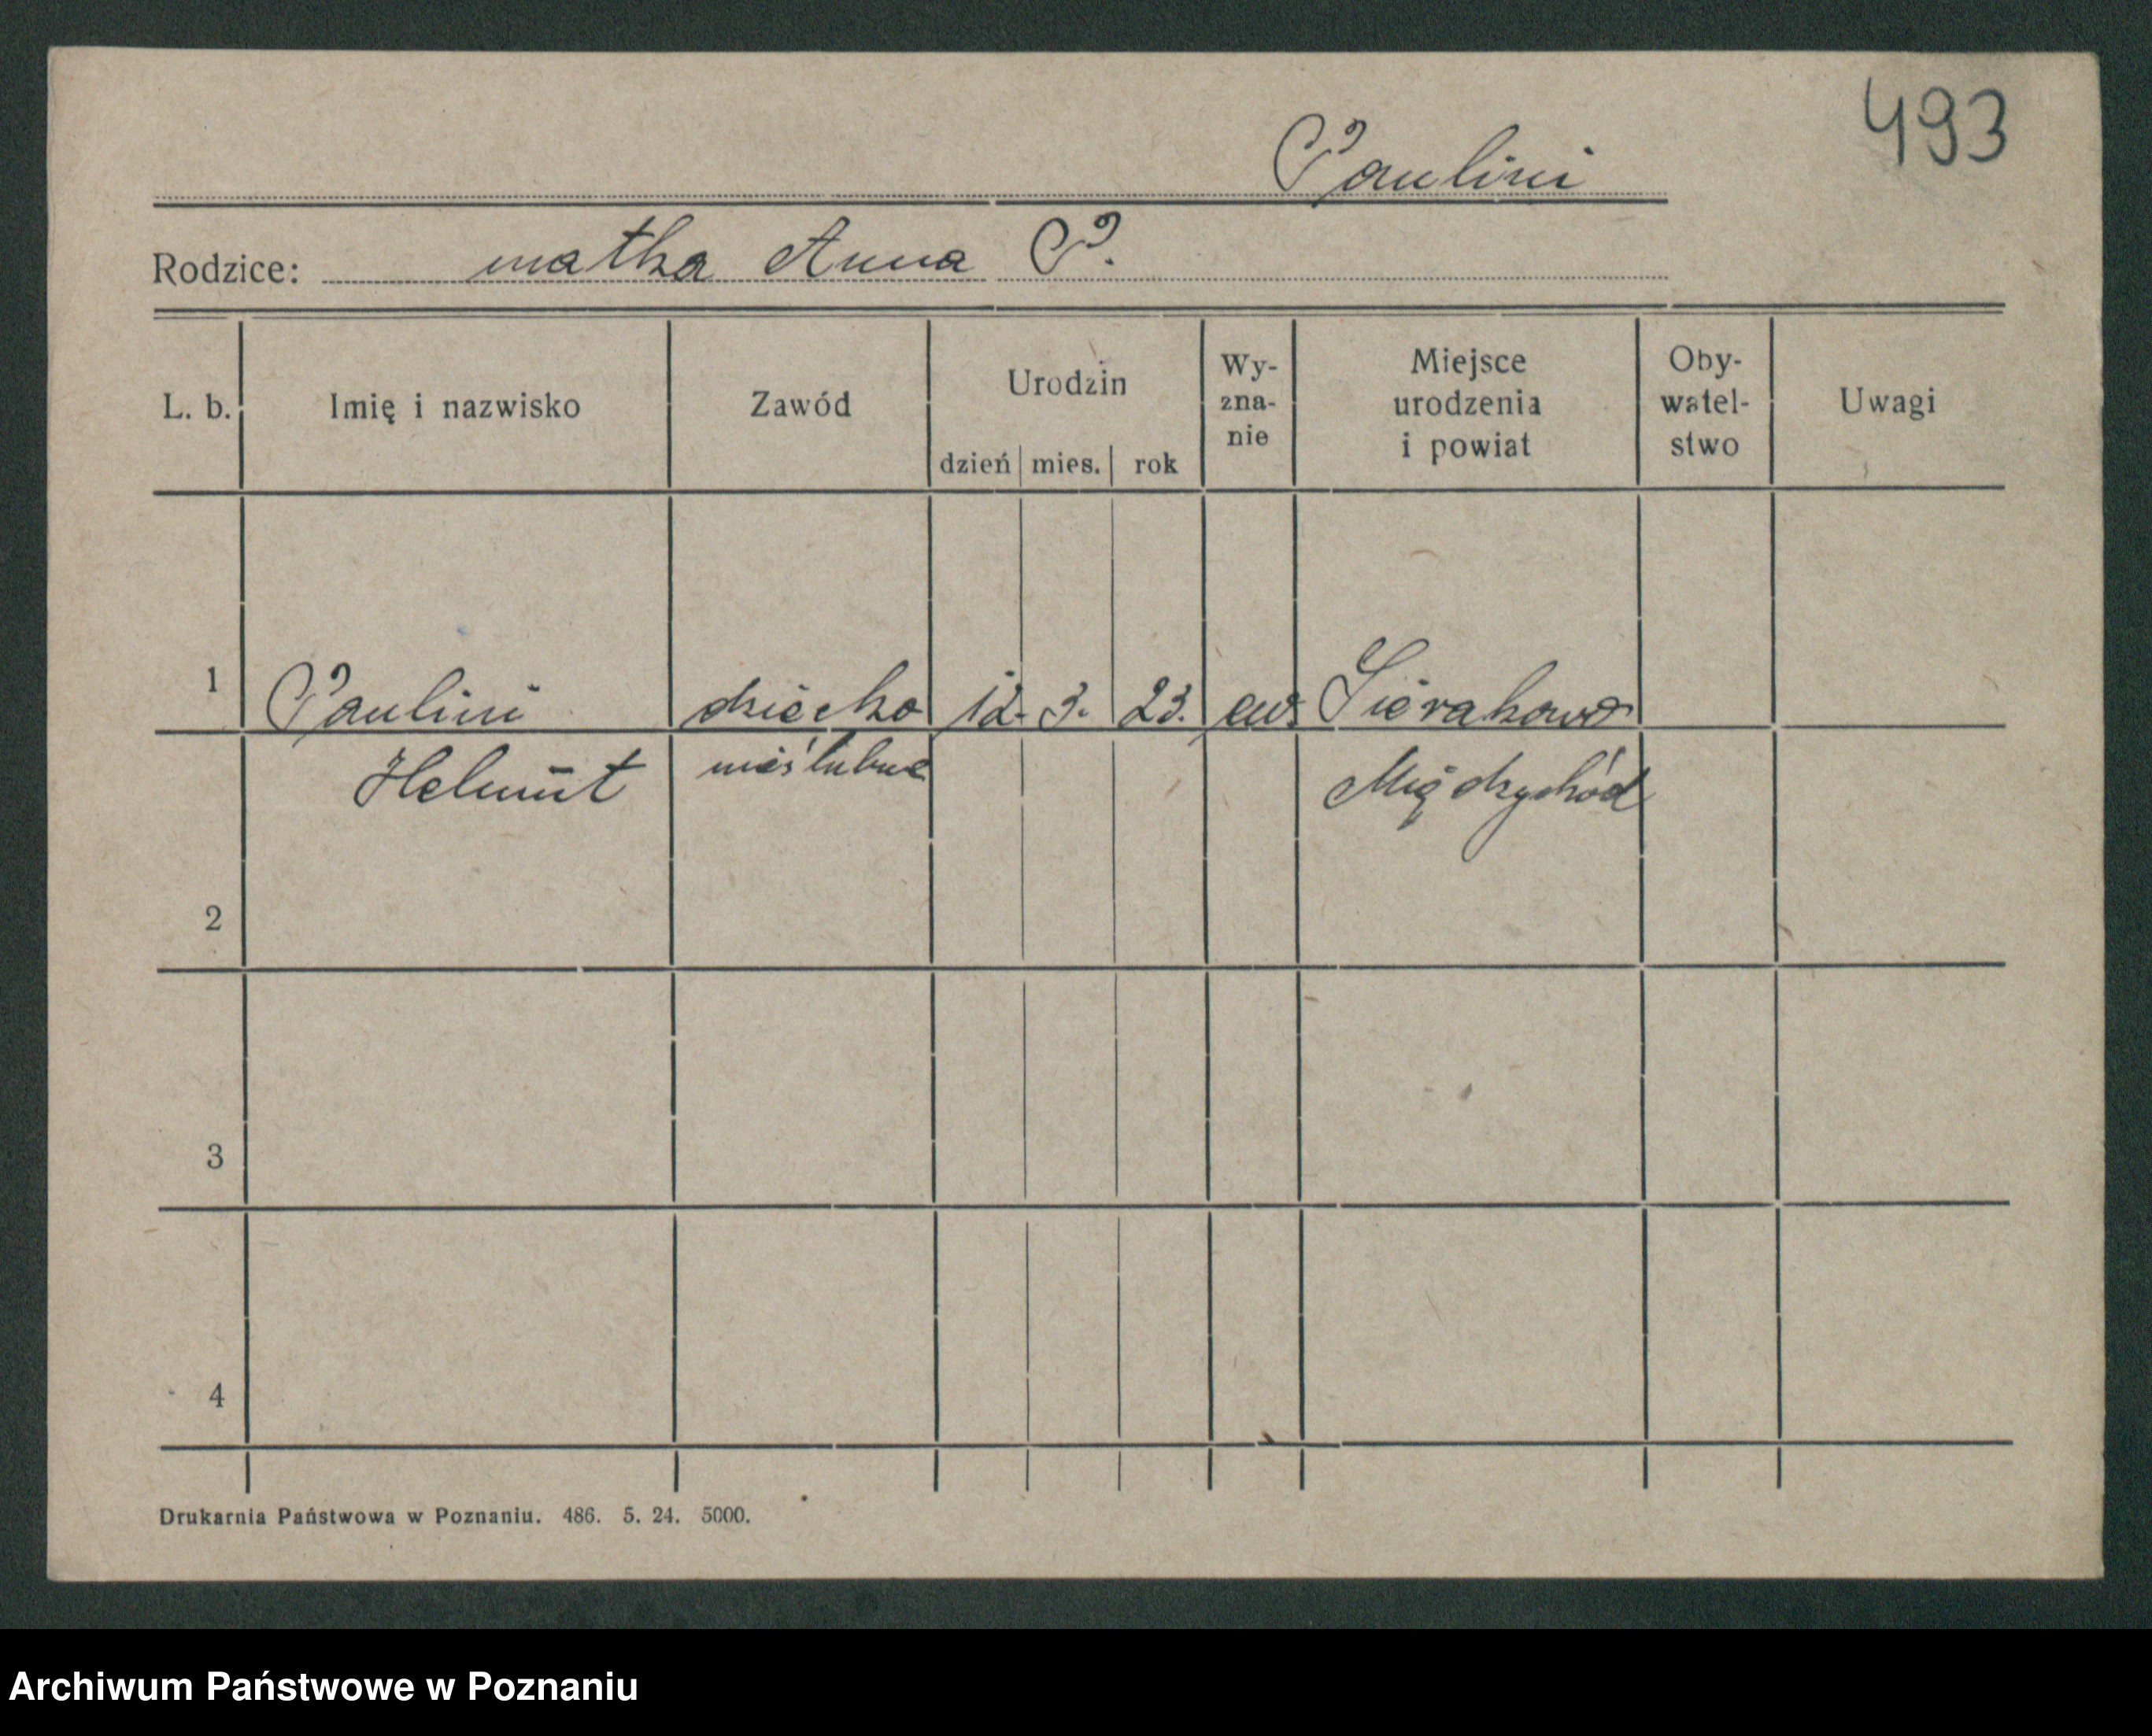 493
Paulini
Rodzice: matka Anna P.
L. b. Imię i nazwisko Zawód Urodzin dzień mies. rok Wy- zna- nie Miejsce urodzenia i powiat Oby- watel- stwo Uwagi
1 Paulini dziecko 12. 3. 23. ew. Sierakowo
Helmut nieślubne Międzychód
2
3
4
Drukarnia Państwowa w Poznaniu. 486. 5. 24. 5000.
Archiwum Państwowe w Poznaniu